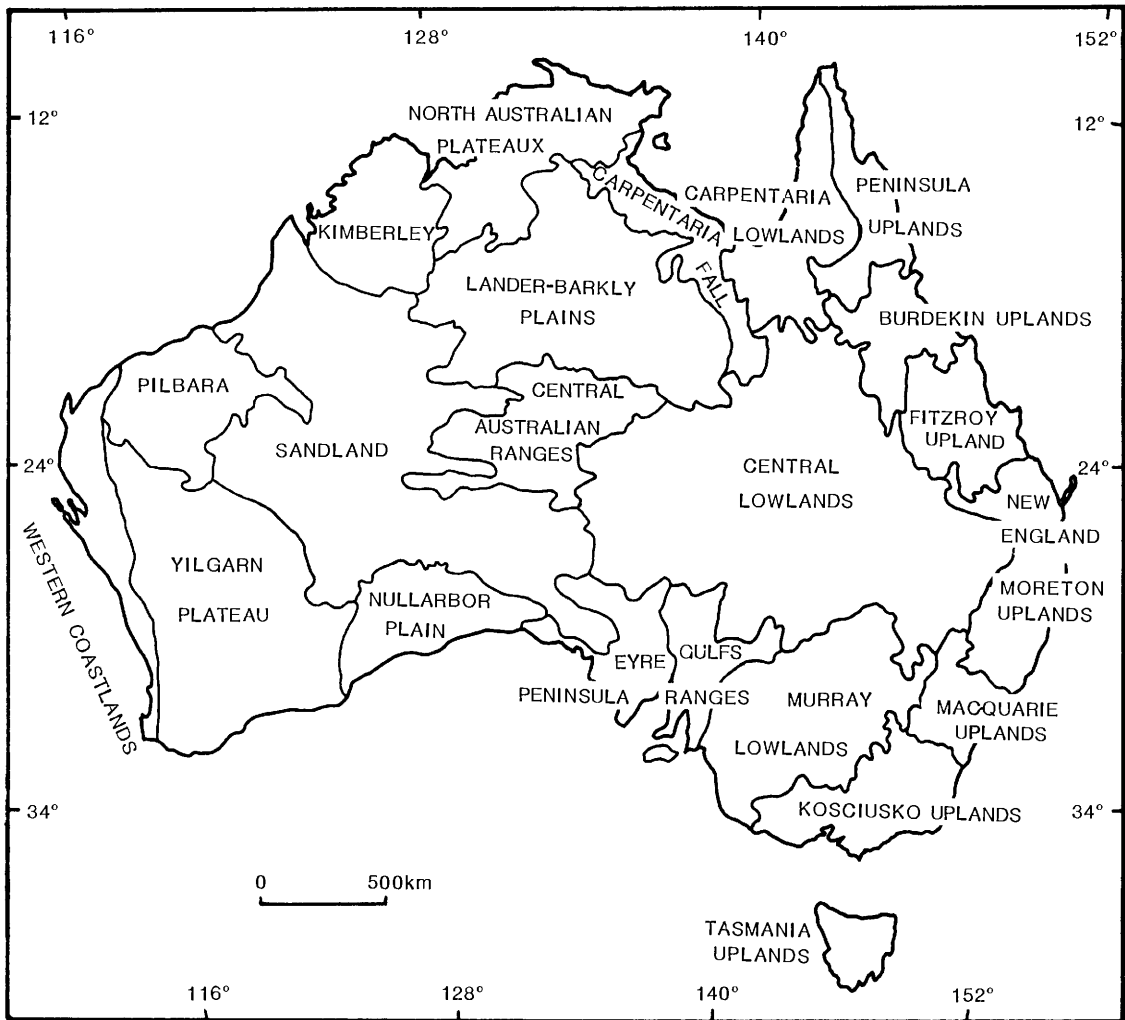 116°
128°
140°
152°
12°
12°
NORTH AUSTRALIAN
PLATEAUX
CARPENTARIA
FALL
CARPENTARIA
LOWLANDS
PENINSULA
UPLANDS
KIMBERLEY
LANDER-BARKLY
PLAINS
BURDEKIN UPLANDS
PILBARA
CENTRAL
AUSTRALIAN
RANGES
SANDLAND
FITZROY
UPLAND
24°
24°
CENTRAL
LOWLANDS
NEW
ENGLAND
MORETON
UPLANDS
WESTERN COASTLANDS
YILGARN
PLATEAU
NULLARBOR
PLAIN
EYRE
PENINSULA
GULFS
RANGES
MURRAY
LOWLANDS
MACQUARIE
UPLANDS
34°
KOSCIUSKO UPLANDS
34°
0 500km
TASMANIA
UPLANDS
116°
128°
140°
152°